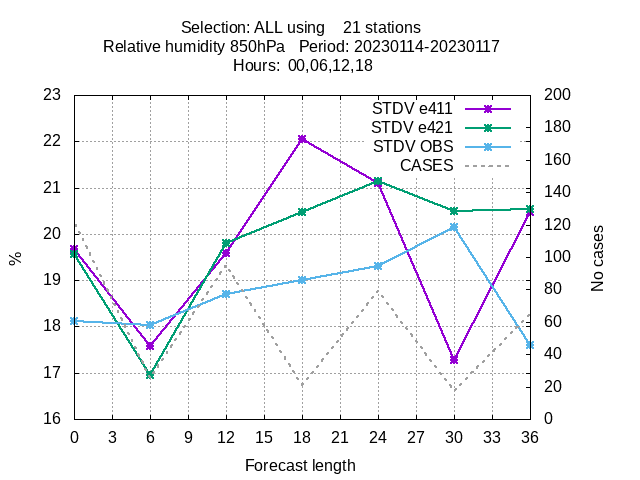 Selection: ALL using    21 stations
Relative humidity 850hPa   Period: 20230114-20230117
Hours:  00,06,12,18
STDV e411
STDV e421
STDV OBS
CASES
23
22
21
20
19
18
17
16
%
200
180
160
140
120
100
80
60
40
20
0
No cases
0 3 6 9 12 15 18 21 24 27 30 33 36
Forecast length